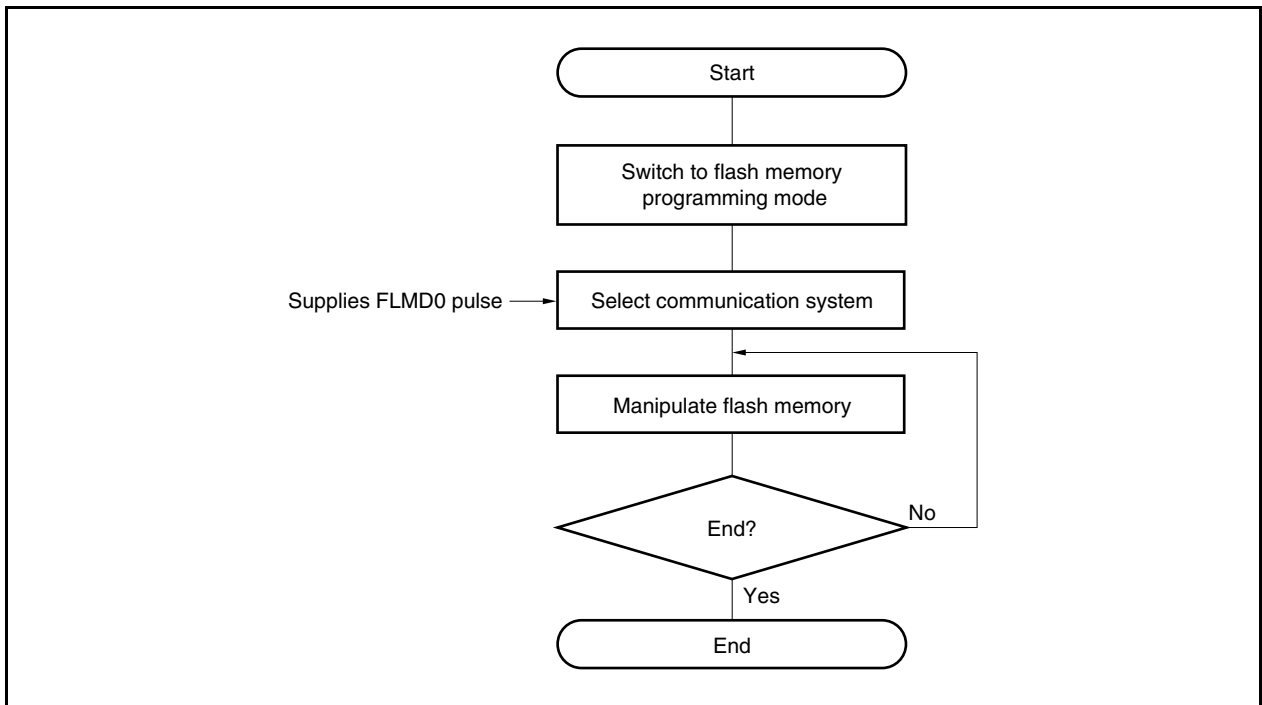 Start
Switch to flash memory
programming mode
Supplies FLMD0 pulse
Select communication system
Manipulate flash memory
End?
No
Yes
End